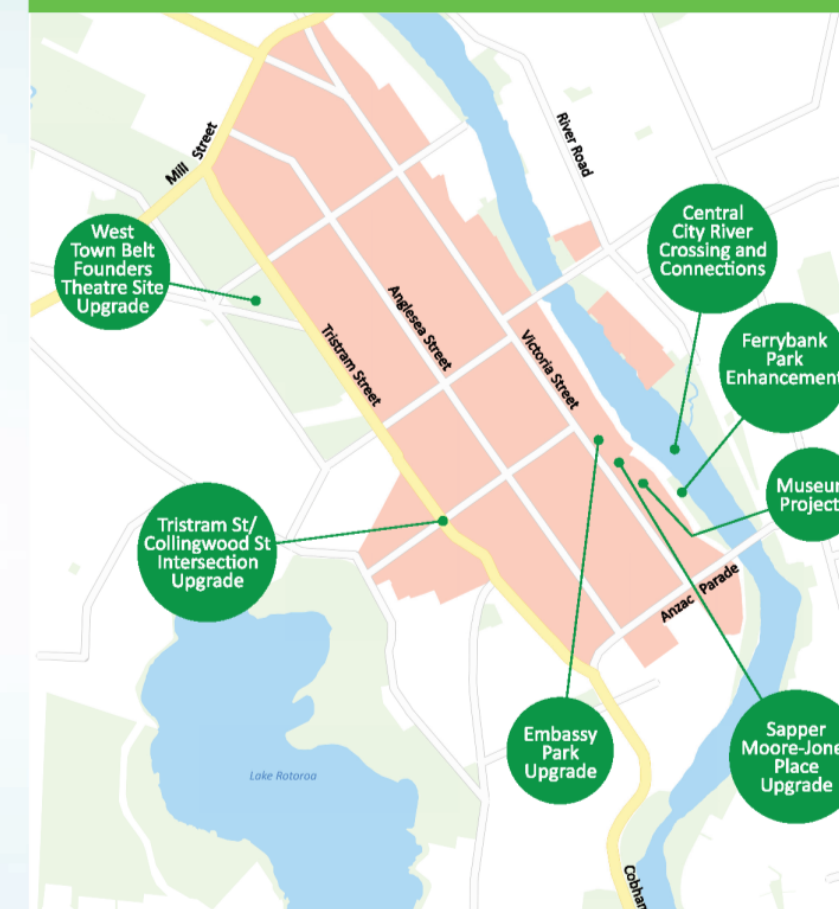 River Road
Mill Street
Central
City River
Crossing and
Connections
West
Town Belt
Founders
Theatre Site
Upgrade
Anglesea Street
Tristram Street
Victoria Street
Ferrybank
Park
Enhancement
Museum
Project
Tristram St/
Collingwood St
Intersection
Upgrade
Anzac Parade
Embassy
Park
Upgrade
Sapper
Moore-Jone
Place
Upgrade
Lake Rotoroa
Cobham